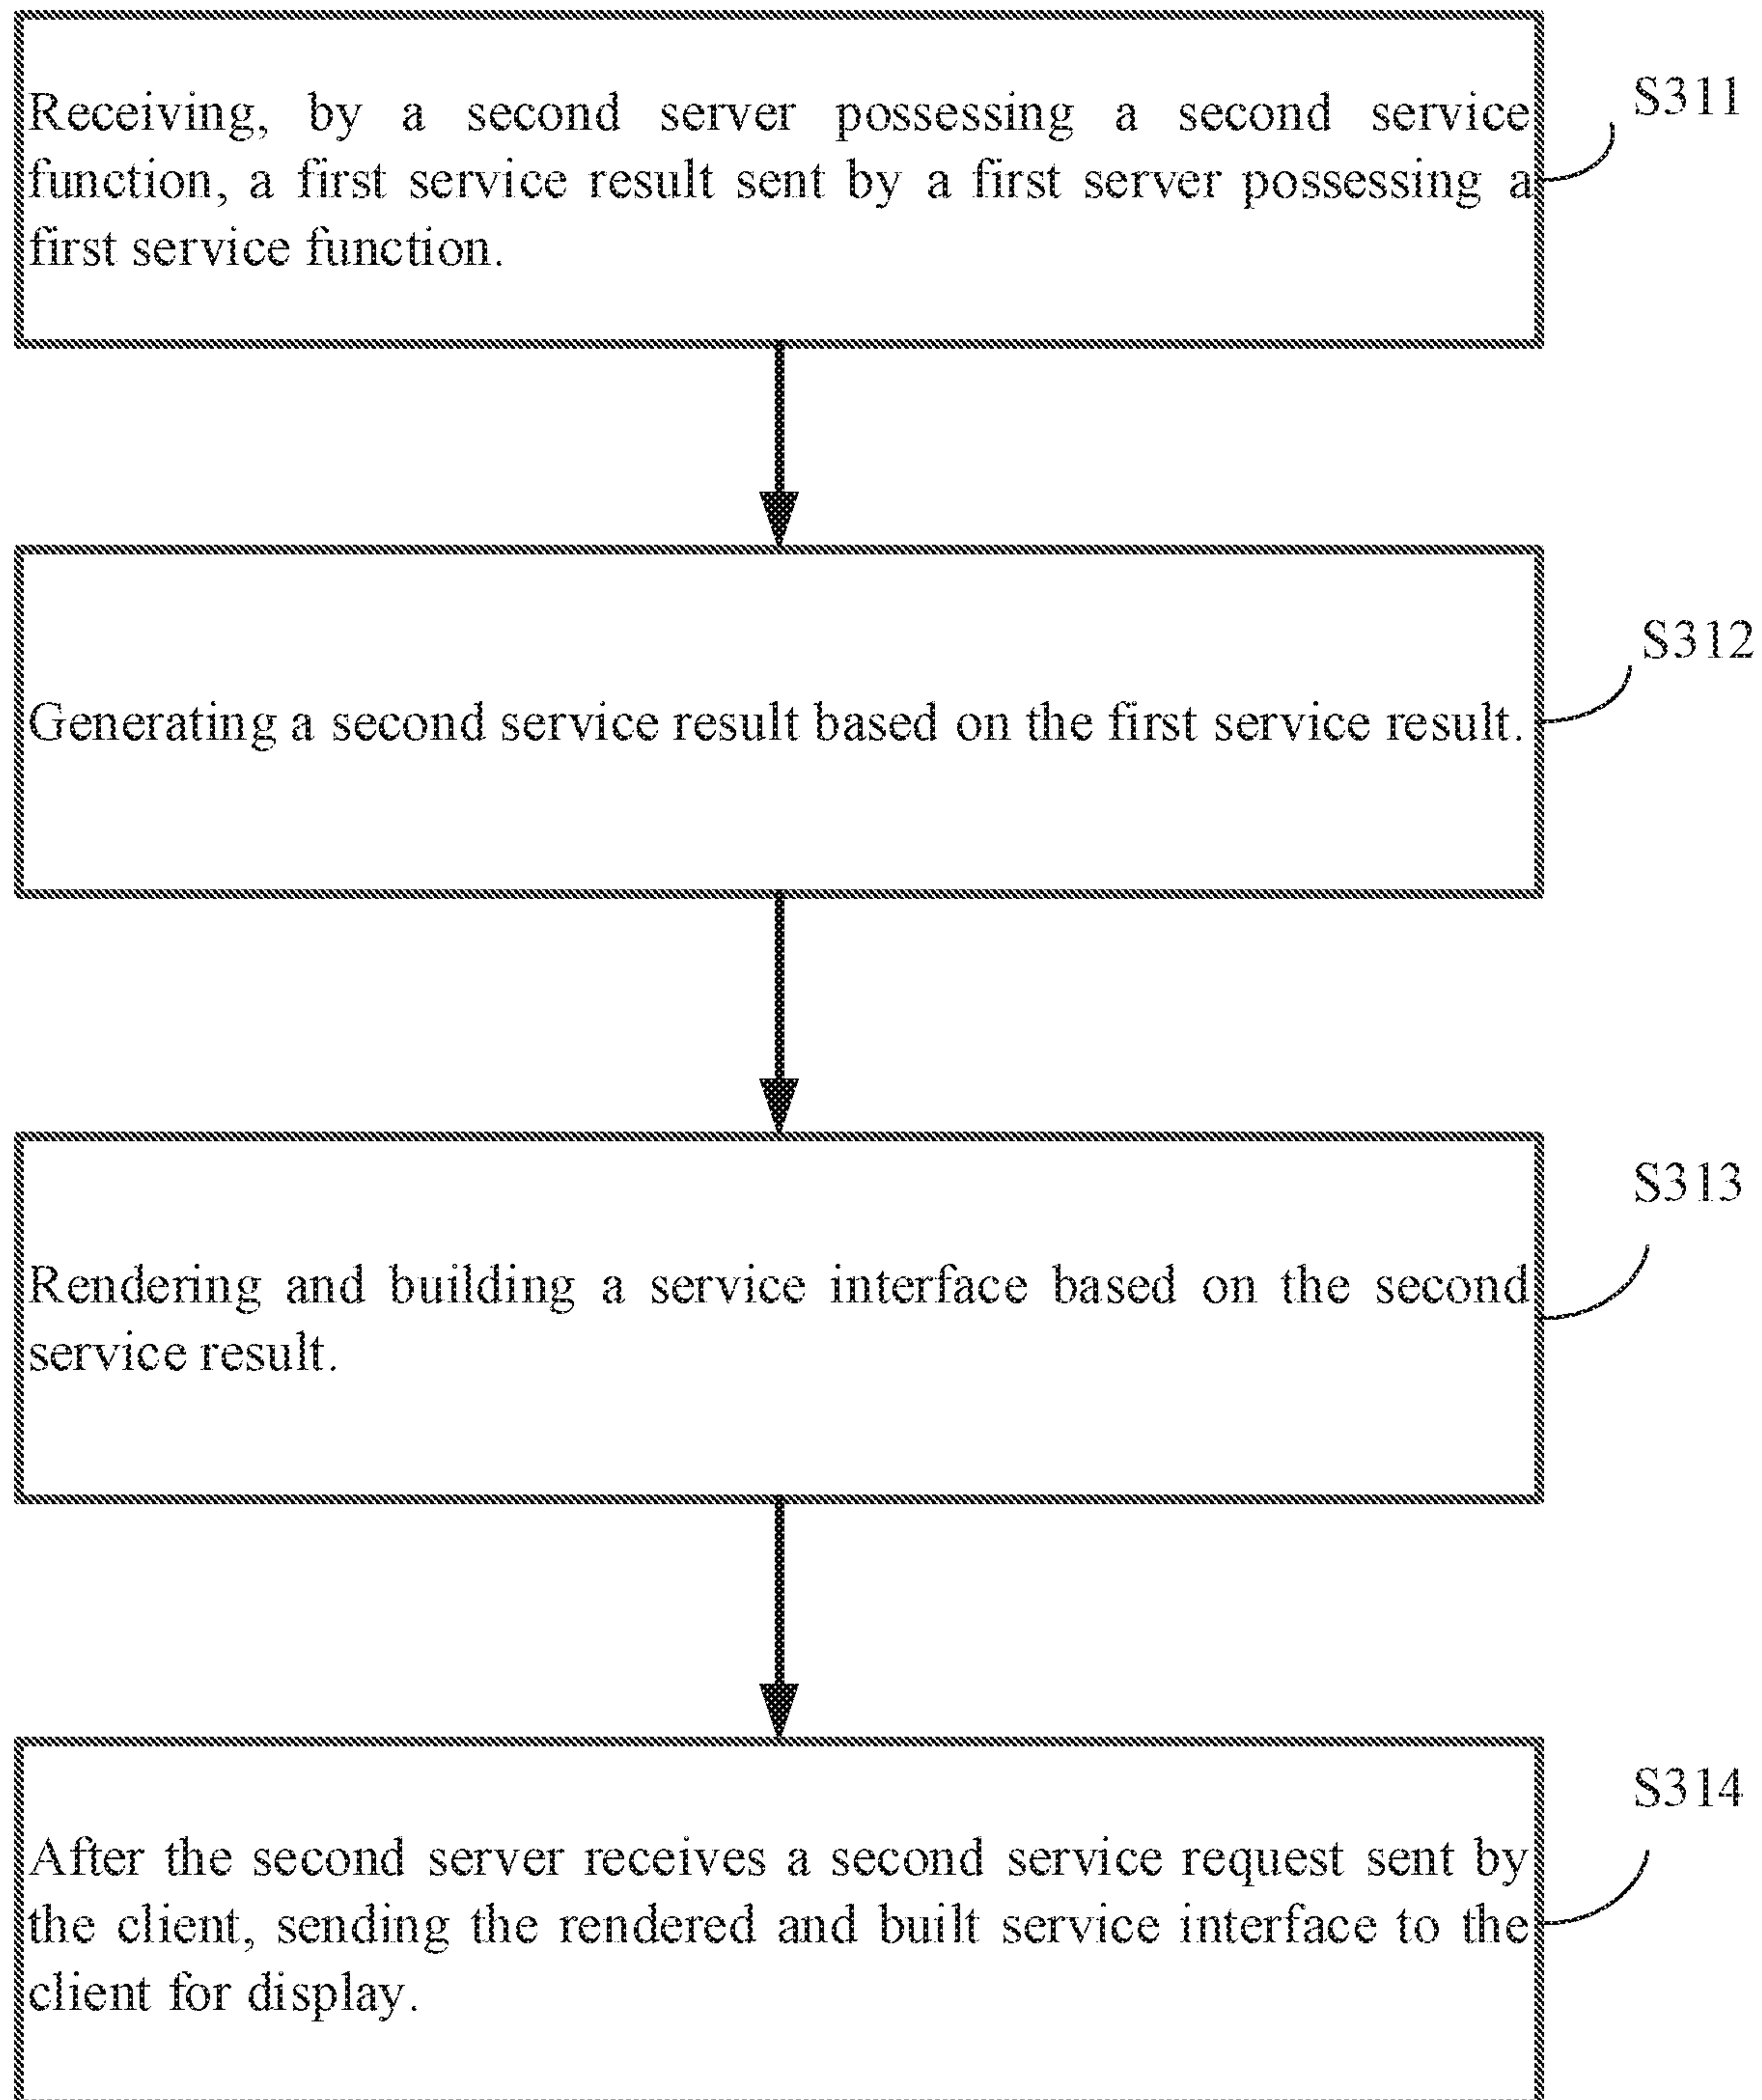 Receiving, by a second server possessing a second service
function, a first service result sent by a first server possessing a
first service function.
S311
Generating a second service result based on the first service result.
S312
Rendering and building a service interface based on the second
service result.
S313
After the second server receives a second service request sent by
the client, sending the rendered and built service interface to the
client for display.
S314